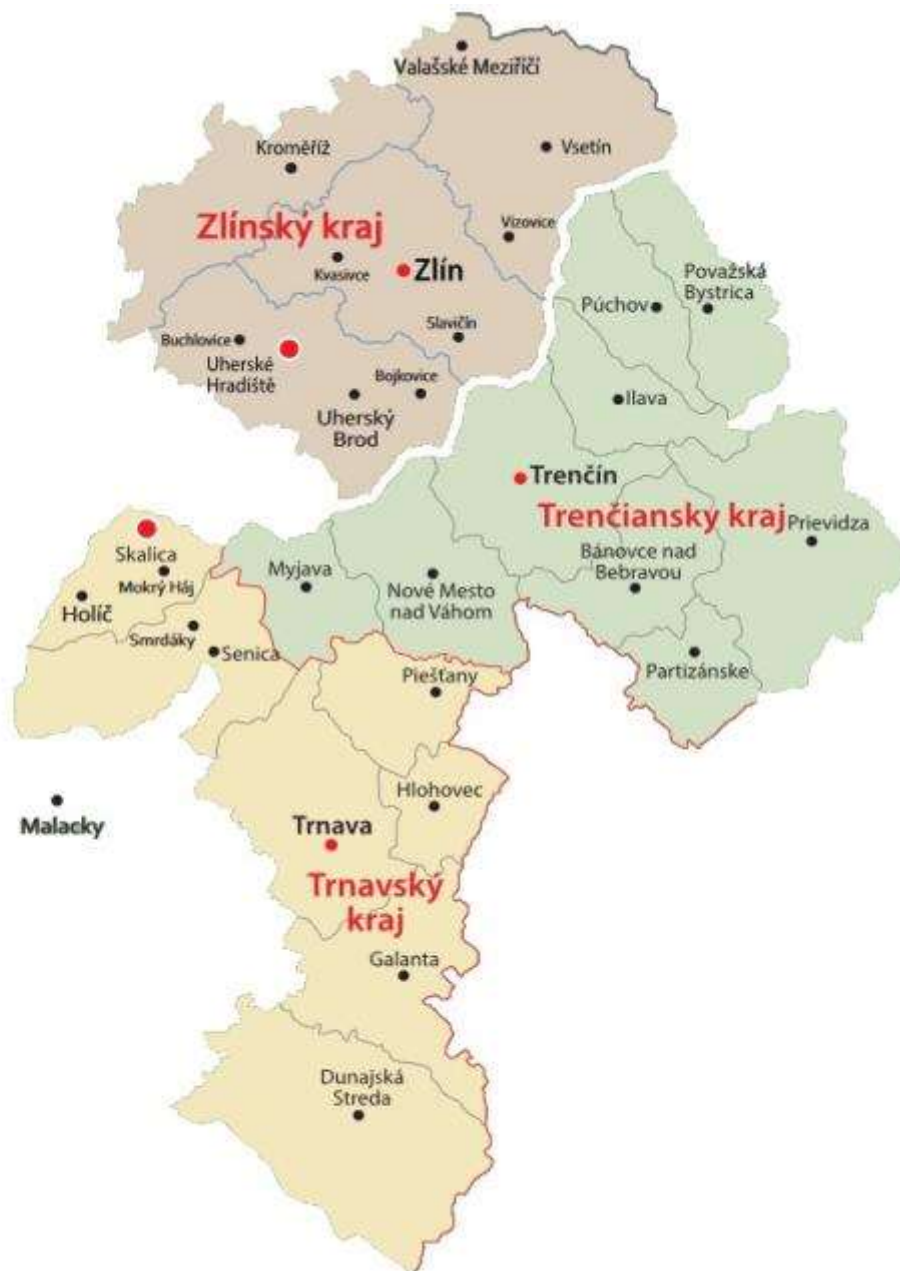 Valašské Meziříčí
Kroměříž
Vsetín
Zlínský kraj
Vizovice
Kvasivce
Zlín
Považská
Bystrica
Púchov
Slavičín
Buchlovice
Uherské
Hradiště
Bojkovice
Uherský
Brod
Ilava
Trenčín
Trenčiansky kraj
Prievidza
Skalica
Mokrý Háj
Holíč
Myjava
Nové Mesto
nad Váhom
Bánovce nad
Bebravou
Smrdáky
Senica
Partizánske
Piešťany
Hlohovec
Malacky
Trnava
Trnavský
kraj
Galanta
Dunajská
Streda